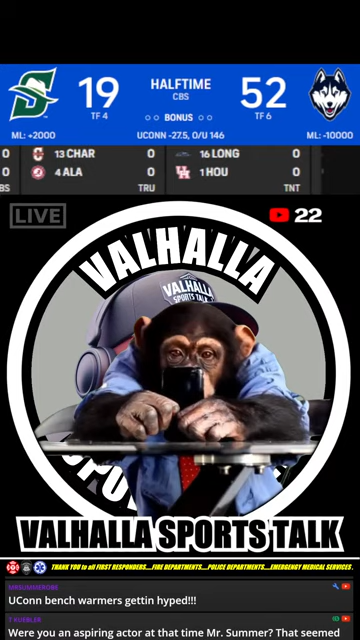 S 19 HALFTIME 52
TF 4 CBS TF 6
BONUS
ML: +2000 UCONN -27.5, O/U 146 ML: -10000
0 13 CHAR 0 16 LONG 0
0 4 ALA 0 1 HOU 0
BS TRU TNT
LIVE 22
VALHALLA
VALHALLA
SPORTS TALK
VALHALLA SPORTS TALK
THANK YOU to all FIRST RESPONDERS....FIRE DEPARTMENTS....POLICE DEPARTMENTS....EMERGENCY MEDICAL SERVICES.
MRSUMMEROBE
UConn bench warmers gettin hyped!!!
T KUEBLER
Were you an aspiring actor at that time Mr. Summer? That seemed